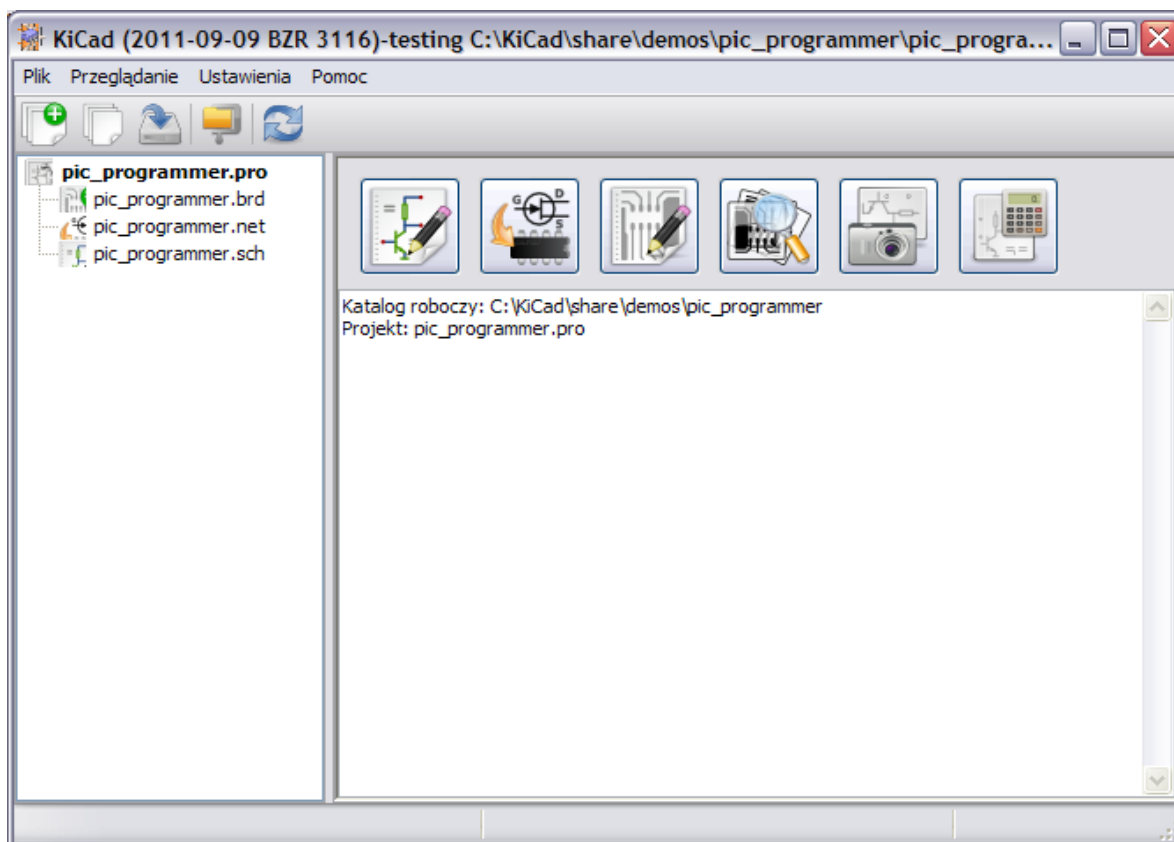 KiCad (2011-09-09 BZR 3116)-testing C:\KiCad\share\demos\pic_programmer\pic_progra...
Plik Przeglądanie Ustawienia Pomoc
pic_programmer.pro
pic_programmer.brd
pic_programmer.net
pic_programmer.sch
G D S
Katalog roboczy: C:\KiCad\share\demos\pic_programmer
Projekt: pic_programmer.pro